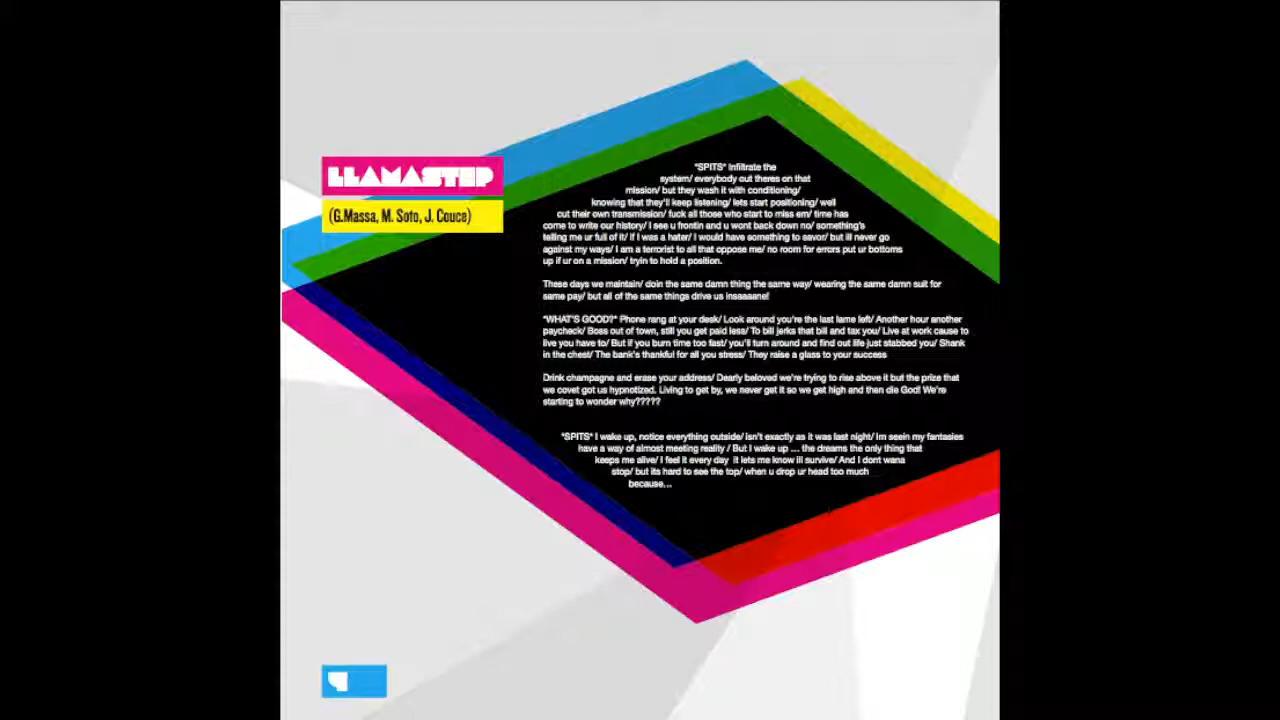 LLAMASTEP
(G.Massa, M. Soto, J. Couce)
*SPITS* Infiltrate the
system/ everybody out theres on that
mission/ but they wash it with conditioning/
knowing that they'll keep listening/ lets start positioning/ well
cut their own transmission/ fuck all those who start to miss em/ time has
come to write our history/ I see u frontin and u wont back down no/ something's
telling me ur full of it/ if I was a hater/ I would have something to savor/ but ill never go
against my ways/ I am a terrorist to all that oppose me/ no room for errors put ur bottoms
up if ur on a mission/ tryin to hold a position.
These days we maintain/ doin the same damn thing the same way/ wearing the same damn suit for
same pay/ but all of the same things drive us insaaaane!
*WHAT'S GOOD?* Phone rang at your desk/ Look around you're the last lame left/ Another hour another
paycheck/ Boss out of town, still you get paid less/ To bill jerks that bill and tax you/ Live at work cause to
live you have to/ But if you burn time too fast/ you'll turn around and find out life just stabbed you/ Shank
in the chest/ The bank's thankful for all you stress/ They raise a glass to your success
Drink champagne and erase your address/ Dearly beloved we're trying to rise above it but the prize that
we covet got us hypnotized. Living to get by, we never get it so we get high and then die God! We're
starting to wonder why?????
*SPITS* I wake up, notice everything outside/ isn't exactly as it was last night/ Im seein my fantasies
have a way of almost meeting reality / But I wake up ... the dreams the only thing that
keeps me alive/ I feel it every day it lets me know ill survive/ And I dont wana
stop/ but its hard to see the top/ when u drop ur head too much
because...